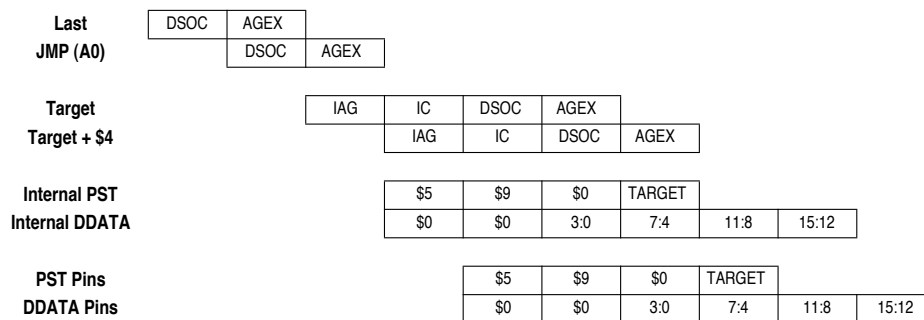 Last DSOC AGEX
JMP (A0) DSOC AGEX
Target IAG IC DSOC AGEX
Target + $4 IAG IC DSOC AGEX
Internal PST $5 $9 $0 TARGET
Internal DDATA $0 $0 3:0 7:4 11:8 15:12
PST Pins $5 $9 $0 TARGET
DDATA Pins $0 $0 3:0 7:4 11:8 15:12